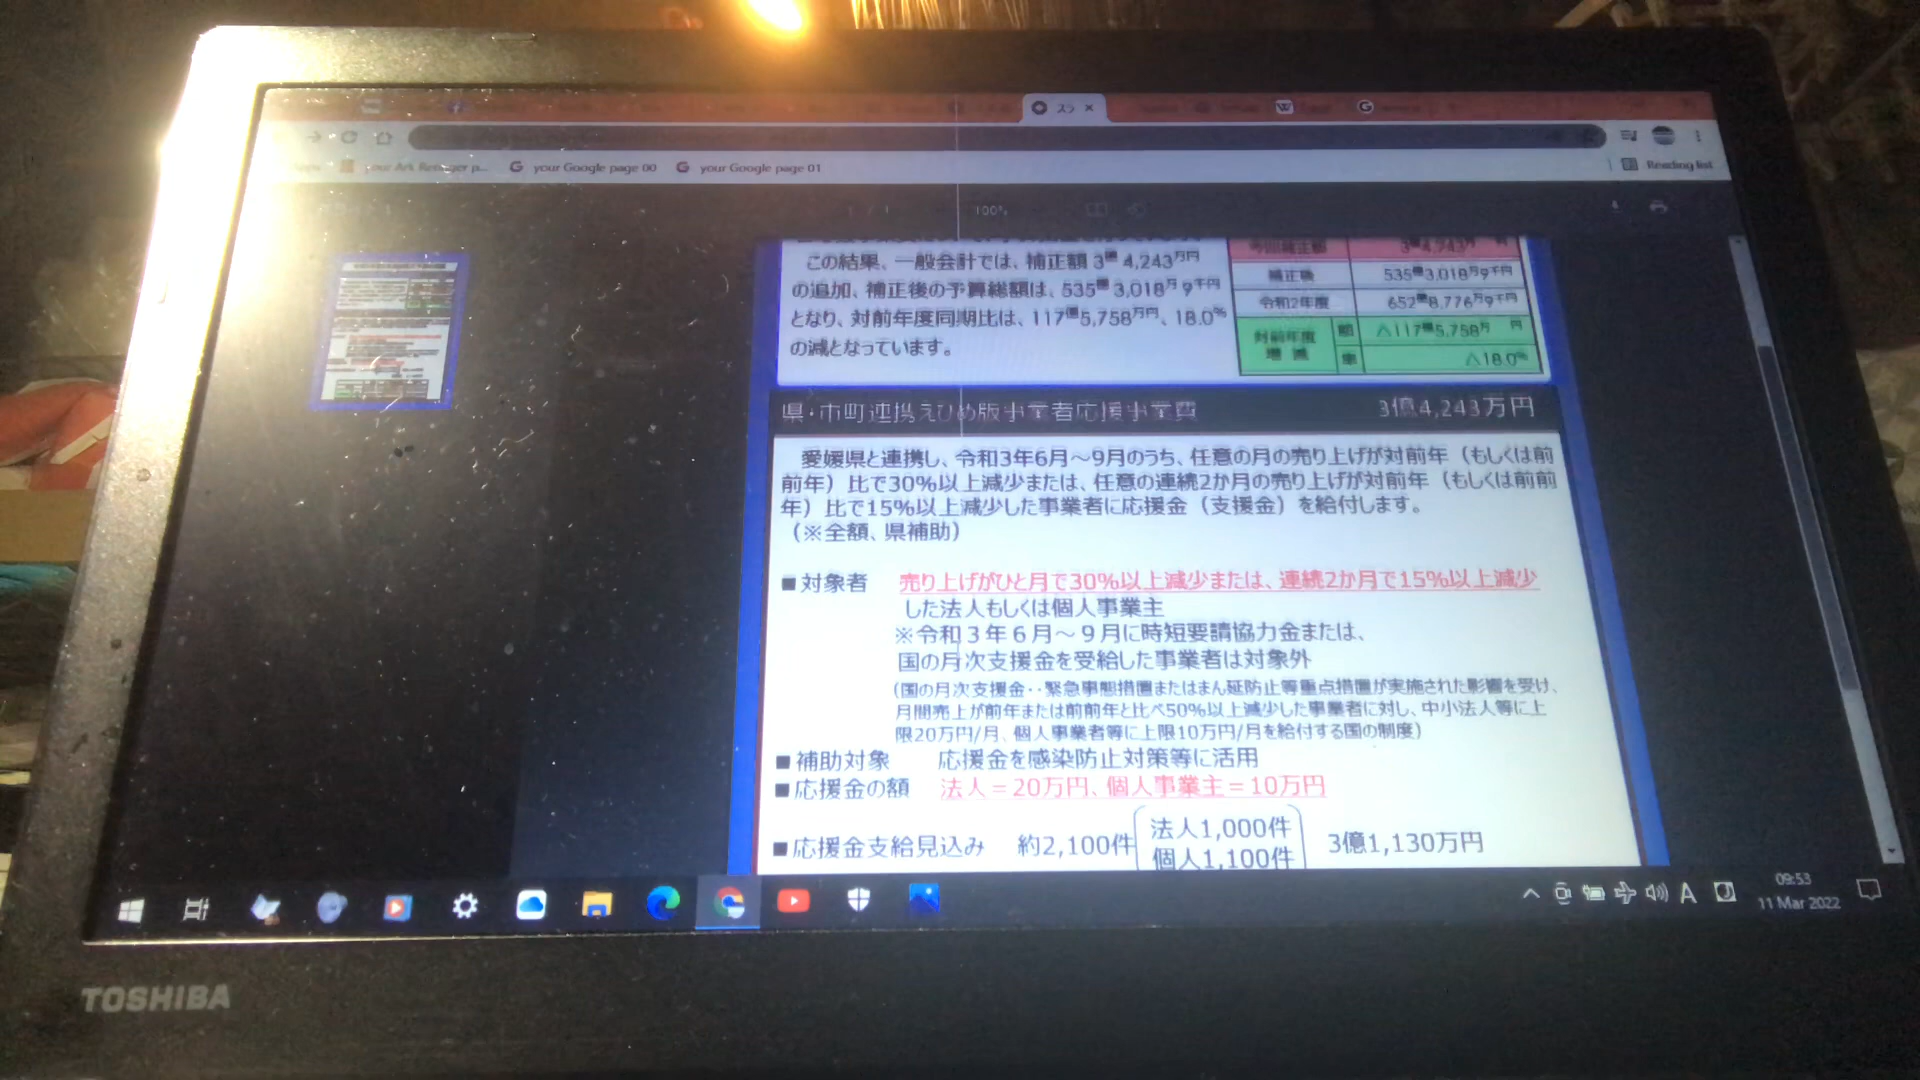 スラ
your Google page 00
your Google page 01
Reading list
100%
この結果、一般会計では、補正額3億4,243万円
の追加、補正後の予算総額は、535億3,018万9千円
となり、対前年度同期比は、117億5,758万円、18.0%
の減となっています。
今回補正額 3億4,243万 円
補正後 535億3,018万9千円
令和2年度 652億8,776万9千円
対前年度
増 減
額 △117億5,758万 円
率 △18.0%
県・市町連携えひめ版事業者応援事業費 3億4,243万円
愛媛県と連携し、令和3年6月～9月のうち、任意の月の売り上げが対前年（もしくは前
前年）比で30%以上減少または、任意の連続2か月の売り上げが対前年（もしくは前前
年）比で15%以上減少した事業者に応援金（支援金）を給付します。
（※全額、県補助）
■対象者 売り上げがひと月で30%以上減少または、連続2か月で15%以上減少
した法人もしくは個人事業主
※令和３年６月～９月に時短要請協力金または、
国の月次支援金を受給した事業者は対象外
（国の月次支援金‥緊急事態措置またはまん延防止等重点措置が実施された影響を受け、
月間売上が前年または前前年と比べ50%以上減少した事業者に対し、中小法人等に上
限20万円/月、個人事業者等に上限10万円/月を給付する国の制度）
■補助対象 応援金を感染防止対策等に活用
■応援金の額 法人＝20万円、個人事業主＝10万円
■応援金支給見込み 約2,100件 法人1,000件 3億1,130万円
個人1,100件
A
09:53
11 Mar 2022
TOSHIBA